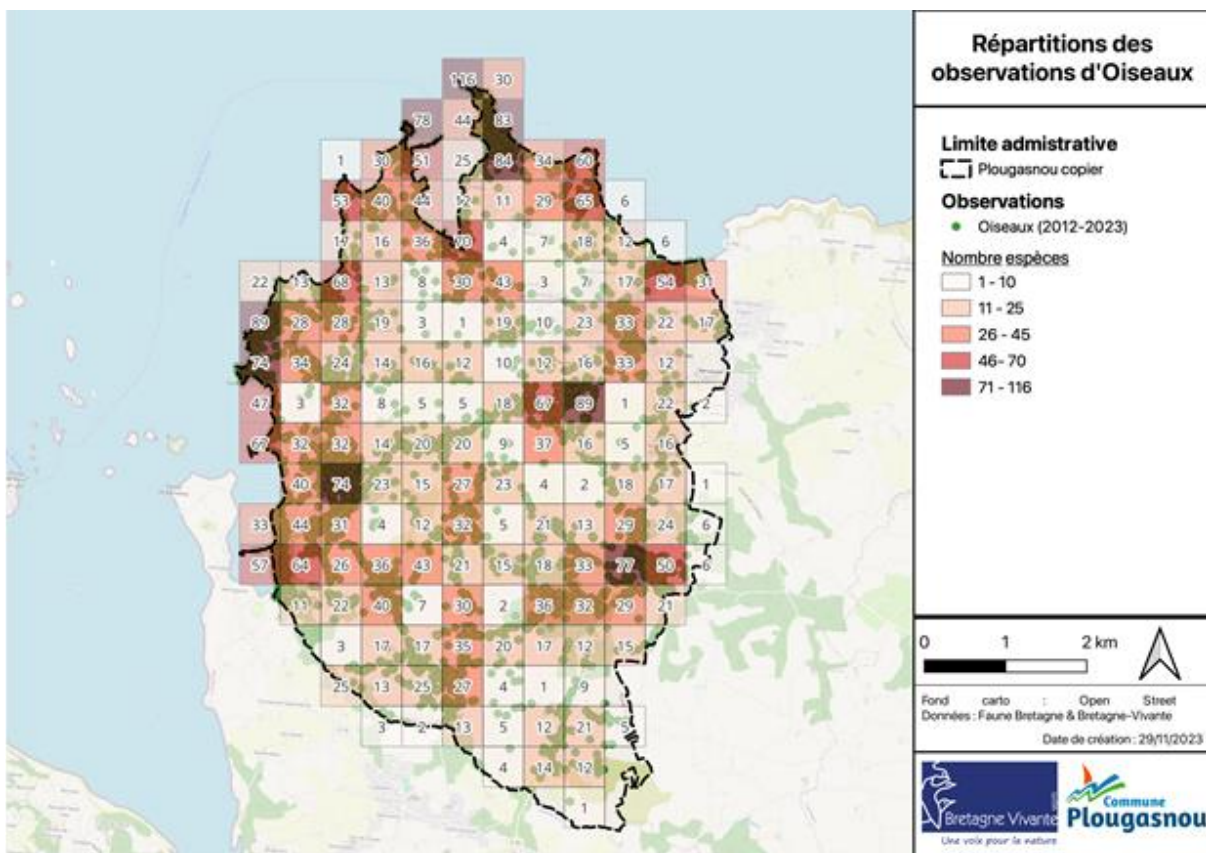 Répartitions des
observations d'Oiseaux
Limite admistrative
Plougasnou copier
Observations
Oiseaux (2012-2023)
Nombre espèces
1 - 10
11 - 25
26 - 45
46- 70
71 - 116
0 1 2 km
Fond carto : Open Street
Données : Faune Bretagne & Bretagne-Vivante
Date de création : 29/11/2023
Bretagne Vivante
Une voix pour la nature
Commune
Plougasnou
116 30
78 44 83
1 30 51 25 84 34 60
53 40 44 12 11 29 65 6
17 16 36 70 4 7 18 12 6
22 13 68 13 8 30 43 3 7 17 54 31
89 28 28 19 3 1 19 10 23 33 22 17
74 34 24 14 16 12 10 12 16 33 12
47 3 32 8 5 5 18 67 89 1 22 2
32 32 14 20 20 9 37 16 5 16
40 74 23 15 27 23 4 2 18 17 1
33 44 31 4 12 32 5 21 13 29 24 6
57 64 26 36 43 21 15 18 33 77 50 6
11 22 40 7 30 2 36 32 29 21
3 17 17 35 20 17 12 15
25 13 25 27 4 1 9
3 2 13 5 12 21 5
4 14 12
1